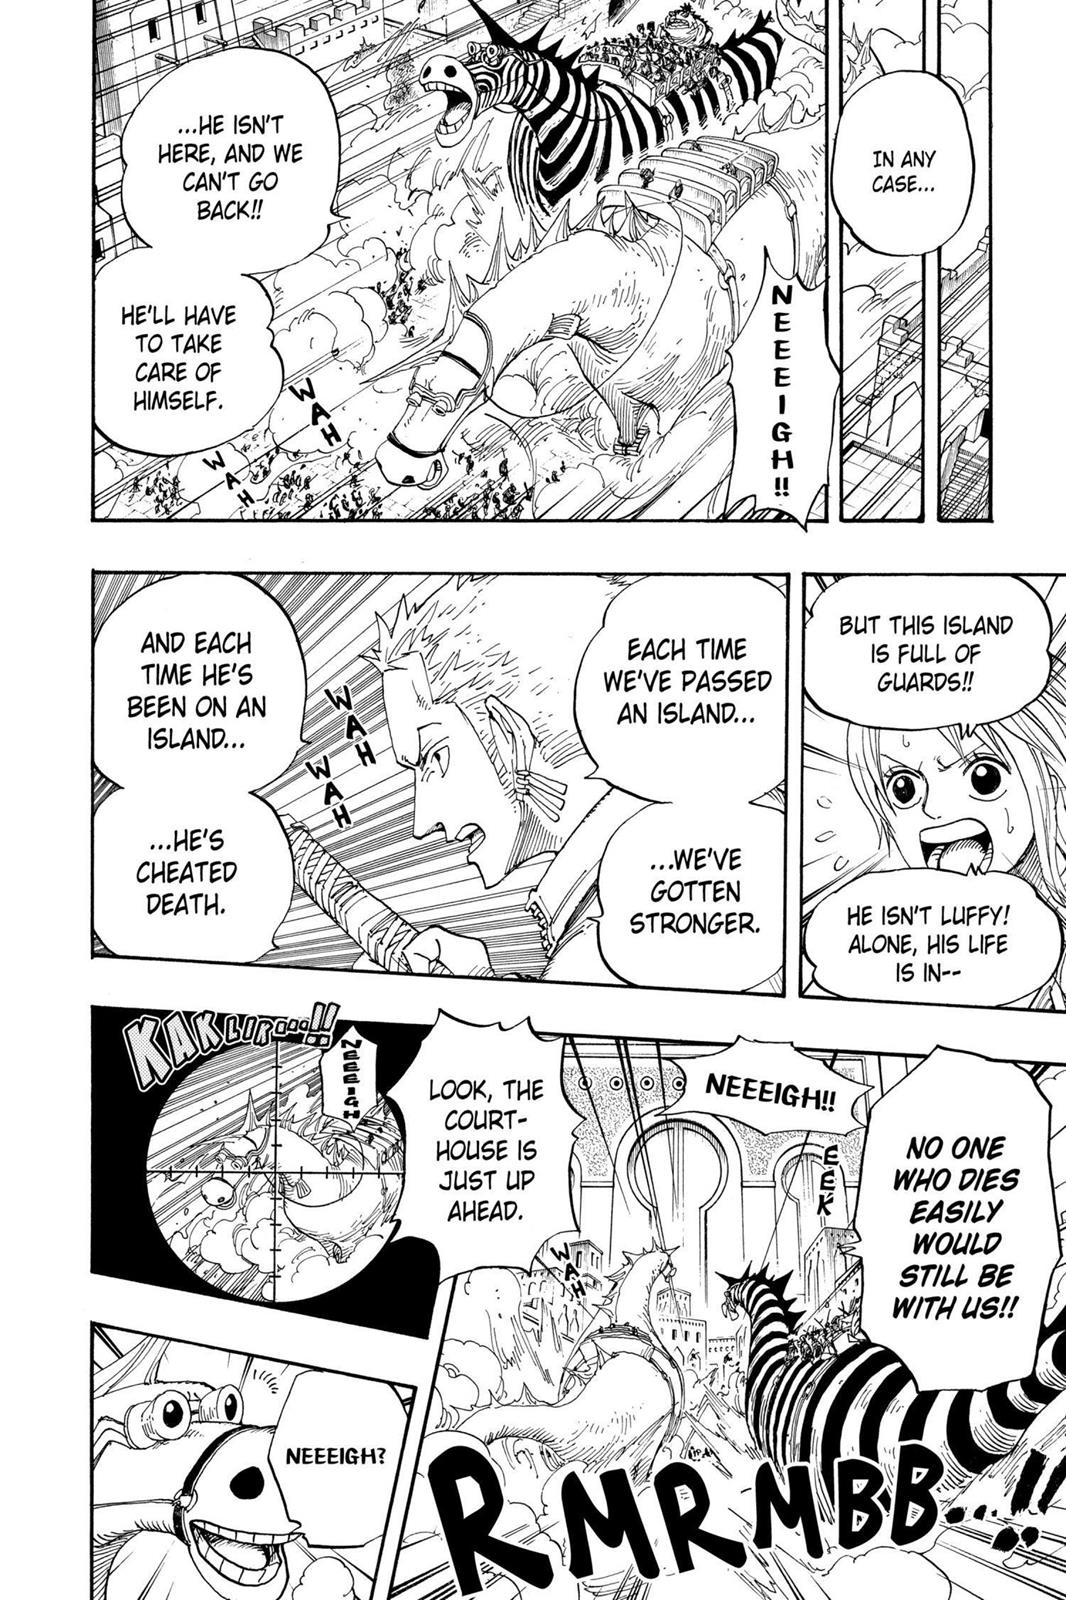 IN ANY
CASE...
...HE ISN'T
HERE, AND WE
CAN'T GO
BACK!!
HE'LL HAVE
TO TAKE
CARE OF
HIMSELF.
NEEEIGH!!
WAH
WAH
BUT THIS ISLAND
IS FULL OF
GUARDS!!
HE ISN'T LUFFY!
ALONE, HIS LIFE
IS IN--
EACH TIME
WE'VE PASSED
AN ISLAND...
...WE'VE
GOTTEN
STRONGER.
WAH
WAH
AND EACH
TIME HE'S
BEEN ON AN
ISLAND...
...HE'S
CHEATED
DEATH.
NO ONE
WHO DIES
EASILY
WOULD
STILL BE
WITH US!!
NEEEIGH!!
EEK
LOOK, THE
COURT-
HOUSE IS
JUST UP
AHEAD.
WAH
RMRMBB...!!
KAKLIK...!!
NEEEIGH
NEEEIGH?